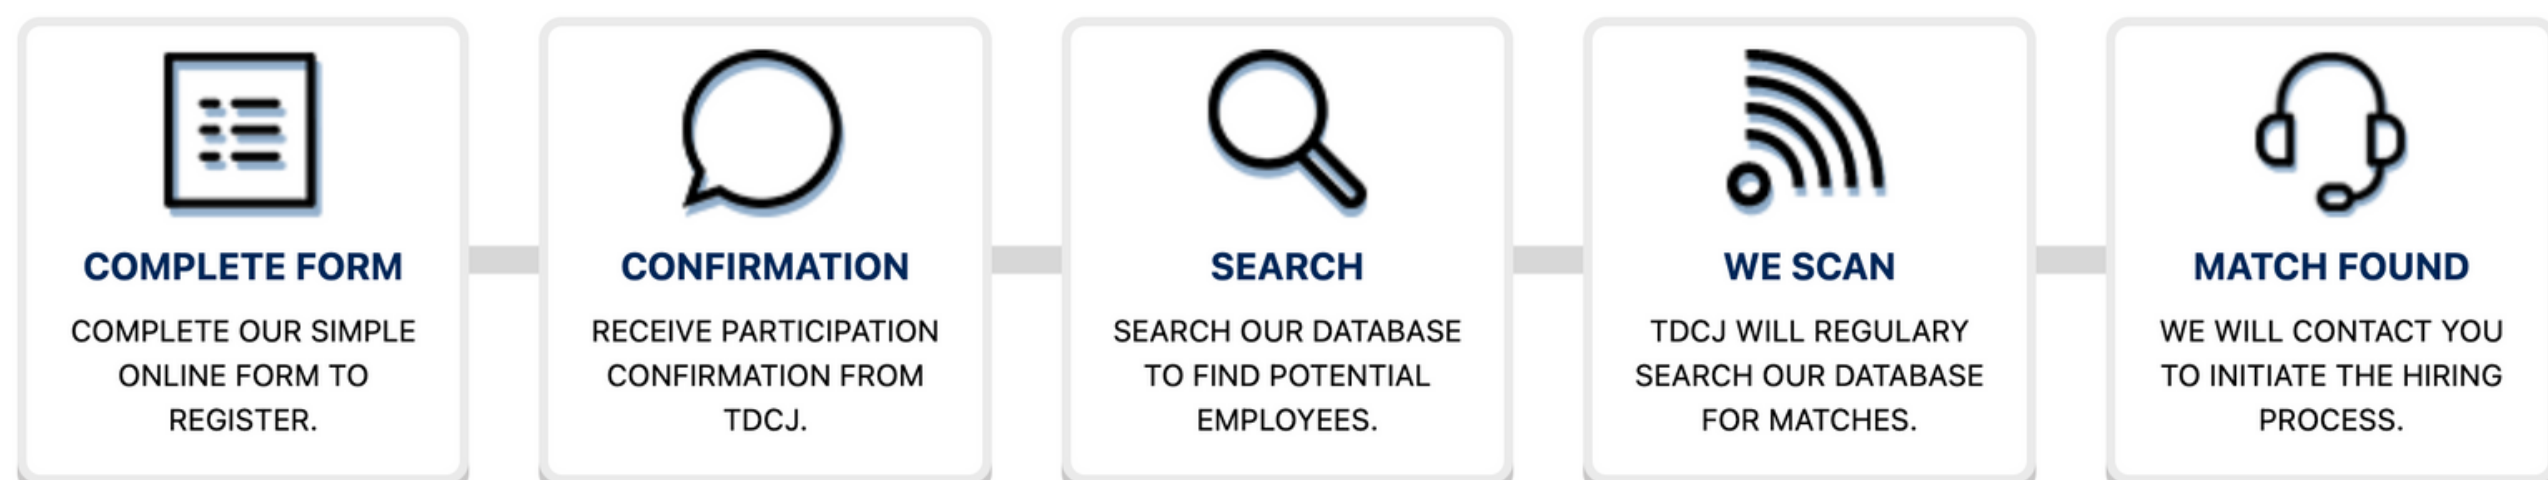 COMPLETE FORM
COMPLETE OUR SIMPLE
ONLINE FORM TO
REGISTER.
CONFIRMATION
RECEIVE PARTICIPATION
CONFIRMATION FROM
TDCJ.
SEARCH
SEARCH OUR DATABASE
TO FIND POTENTIAL
EMPLOYEES.
WE SCAN
TDCJ WILL REGULARY
SEARCH OUR DATABASE
FOR MATCHES.
MATCH FOUND
WE WILL CONTACT YOU
TO INITIATE THE HIRING
PROCESS.